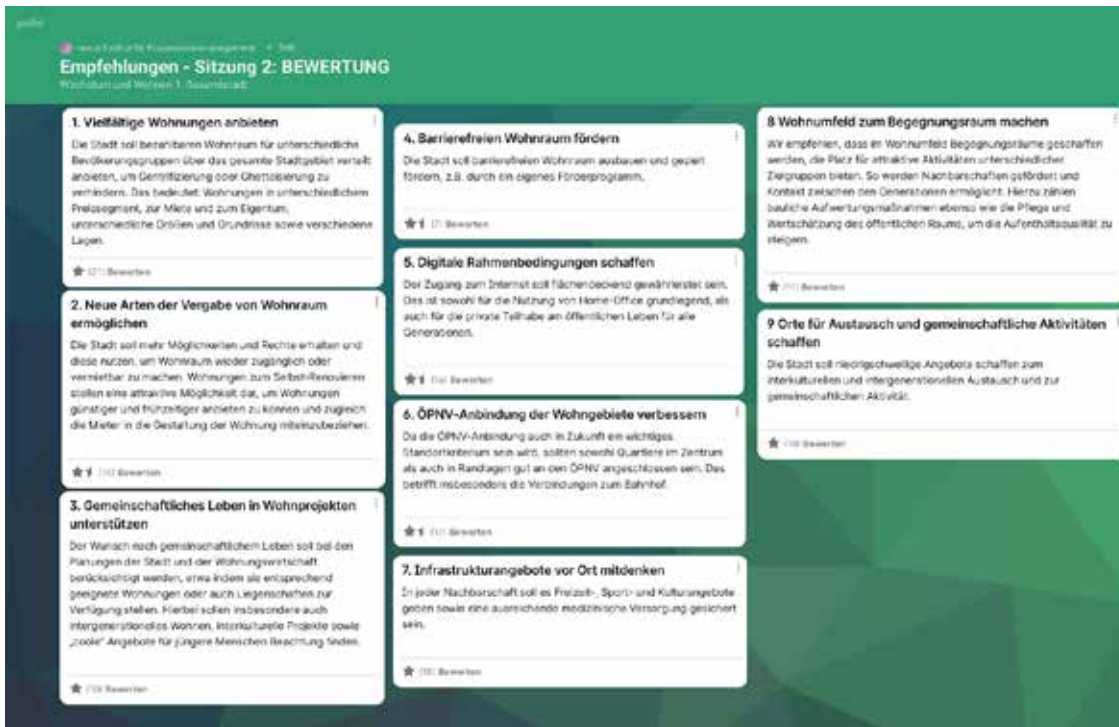 padlet
Empfehlungen - Sitzung 2: BEWERTUNG
Wachstum und Wohnen 1: Gesamtstadt
1. Vielfältige Wohnungen anbieten
Die Stadt soll bezahlbaren Wohnraum für unterschiedliche
Bevölkerungsgruppen über das gesamte Stadtgebiet verteilt
anbieten, um Gentrifizierung oder Ghettoisierung zu
verhindern. Das bedeutet: Wohnungen in unterschiedlichem
Preissegment, zur Miete und zum Eigentum,
unterschiedliche Größen und Grundrisse sowie verschiedene
Lagen.
Bewerten
2. Neue Arten der Vergabe von Wohnraum
ermöglichen
Die Stadt soll mehr Möglichkeiten und Rechte erhalten und
diese nutzen, um Wohnraum wieder zugänglich oder
vermietbar zu machen. Wohnungen zum Selbst-Renovieren
stellen eine attraktive Möglichkeit dar, um Wohnungen
günstiger und frühzeitiger anbieten zu können und zugleich
die Mieter in die Gestaltung der Wohnung miteinzubeziehen.
Bewerten
3. Gemeinschaftliches Leben in Wohnprojekten
unterstützen
Der Wunsch nach gemeinschaftlichem Leben soll bei den
Planungen der Stadt und der Wohnungswirtschaft
berücksichtigt werden, etwa indem sie entsprechend
geeignete Wohnungen oder auch Liegenschaften zur
Verfügung stellen. Hierbei sollen insbesondere auch
intergenerationelles Wohnen, interkulturelle Projekte sowie
„coole“ Angebote für jüngere Menschen Beachtung finden.
Bewerten
4. Barrierefreien Wohnraum fördern
Die Stadt soll barrierefreien Wohnraum ausbauen und gezielt
fördern, z.B. durch ein eigenes Förderprogramm.
Bewerten
5. Digitale Rahmenbedingungen schaffen
Der Zugang zum Internet soll flächendeckend gewährleistet sein.
Das ist sowohl für die Nutzung von Home-Office grundlegend, als
auch für die private Teilhabe am öffentlichen Leben für alle
Generationen.
Bewerten
6. ÖPNV-Anbindung der Wohngebiete verbessern
Da die ÖPNV-Anbindung auch in Zukunft ein wichtiges
Standortkriterium sein wird, sollten sowohl Quartiere im Zentrum
als auch in Randlagen gut an den ÖPNV angeschlossen sein. Das
betrifft insbesondere die Verbindungen zum Bahnhof.
Bewerten
7. Infrastrukturangebote vor Ort mitdenken
In jeder Nachbarschaft soll es Freizeit-, Sport- und Kulturangebote
geben sowie eine ausreichende medizinische Versorgung gesichert
sein.
Bewerten
8 Wohnumfeld zum Begegnungsraum machen
Wir empfehlen, dass im Wohnumfeld Begegnungsräume geschaffen
werden, die Platz für attraktive Aktivitäten unterschiedlicher
Zielgruppen bieten. So werden Nachbarschaften gefördert und
Kontakt zwischen den Generationen ermöglicht. Hierzu zählen
bauliche Aufwertungsmaßnahmen ebenso wie die Pflege und
Wertschätzung des öffentlichen Raums, um die Aufenthaltsqualität zu
steigern.
Bewerten
9 Orte für Austausch und gemeinschaftliche Aktivitäten
schaffen
Die Stadt soll niedrigschwellige Angebote schaffen zum
interkulturellen und intergenerationellen Austausch und zur
gemeinschaftlichen Aktivität.
Bewerten